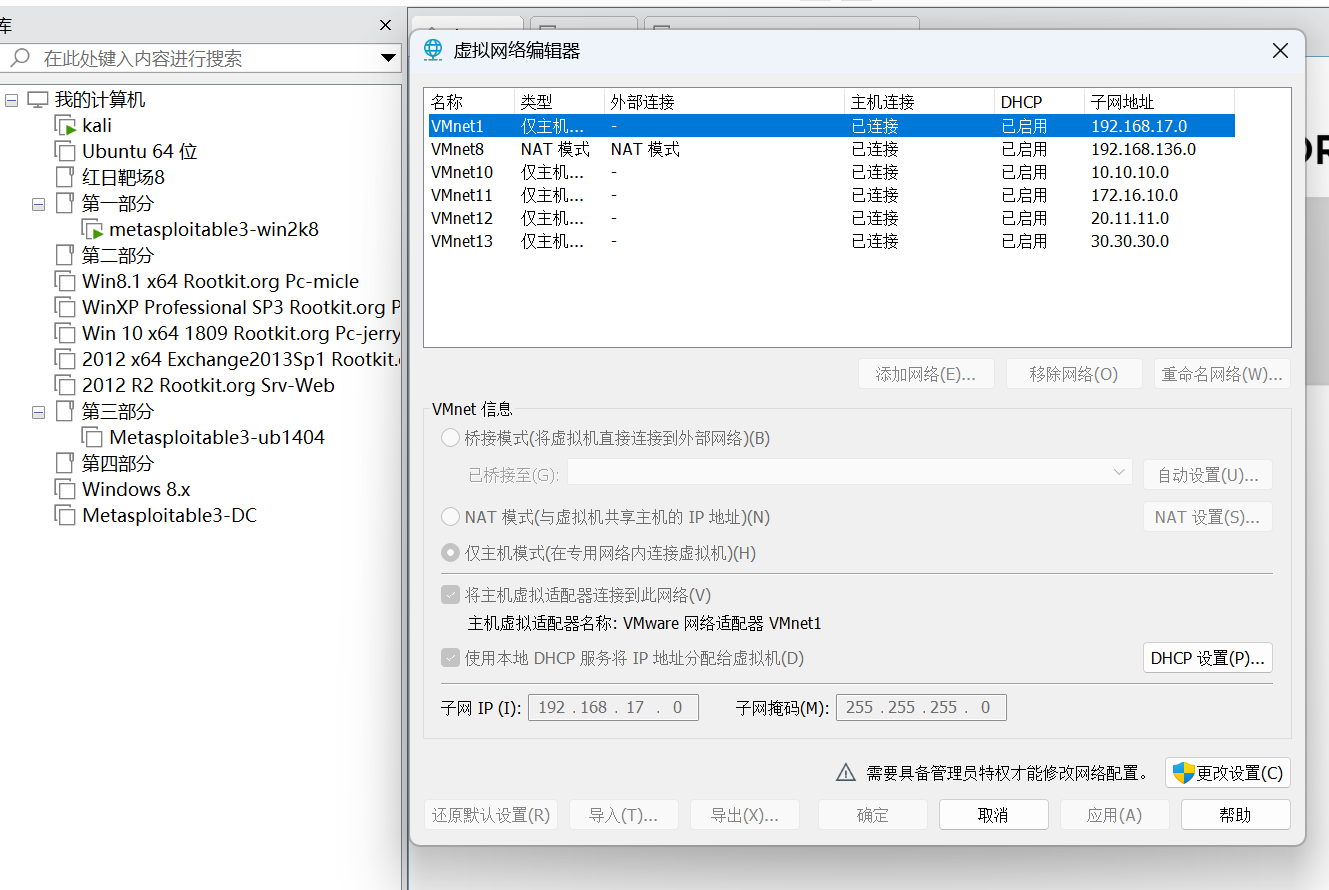 库
在此处键入内容进行搜索
我的计算机
kali
Ubuntu 64 位
红日靶场8
第一部分
metasploitable3-win2k8
第二部分
Win8.1 x64 Rootkit.org Pc-micle
WinXP Professional SP3 Rootkit.org P
Win 10 x64 1809 Rootkit.org Pc-jerry
2012 x64 Exchange2013Sp1 Rootkit.
2012 R2 Rootkit.org Srv-Web
第三部分
Metasploitable3-ub1404
第四部分
Windows 8.x
Metasploitable3-DC
虚拟网络编辑器
名称 类型 外部连接 主机连接 DHCP 子网地址
VMnet1 仅主机... - 已连接 已启用 192.168.17.0
VMnet8 NAT 模式 NAT 模式 已连接 已启用 192.168.136.0
VMnet10 仅主机... - 已连接 已启用 10.10.10.0
VMnet11 仅主机... - 已连接 已启用 172.16.10.0
VMnet12 仅主机... - 已连接 已启用 20.11.11.0
VMnet13 仅主机... - 已连接 已启用 30.30.30.0
添加网络(E)... 移除网络(O) 重命名网络(W)...
VMnet 信息
桥接模式(将虚拟机直接连接到外部网络)(B)
已桥接至(G): 自动设置(U)...
NAT 模式(与虚拟机共享主机的 IP 地址)(N) NAT 设置(S)...
仅主机模式(在专用网络内连接虚拟机)(H)
将主机虚拟适配器连接到此网络(V)
主机虚拟适配器名称: VMware 网络适配器 VMnet1
使用本地 DHCP 服务将 IP 地址分配给虚拟机(D) DHCP 设置(P)...
子网 IP (I): 192 . 168 . 17 . 0 子网掩码(M): 255 . 255 . 255 . 0
需要具备管理员特权才能修改网络配置。 更改设置(C)
还原默认设置(R) 导入(T)... 导出(X)... 确定 取消 应用(A) 帮助